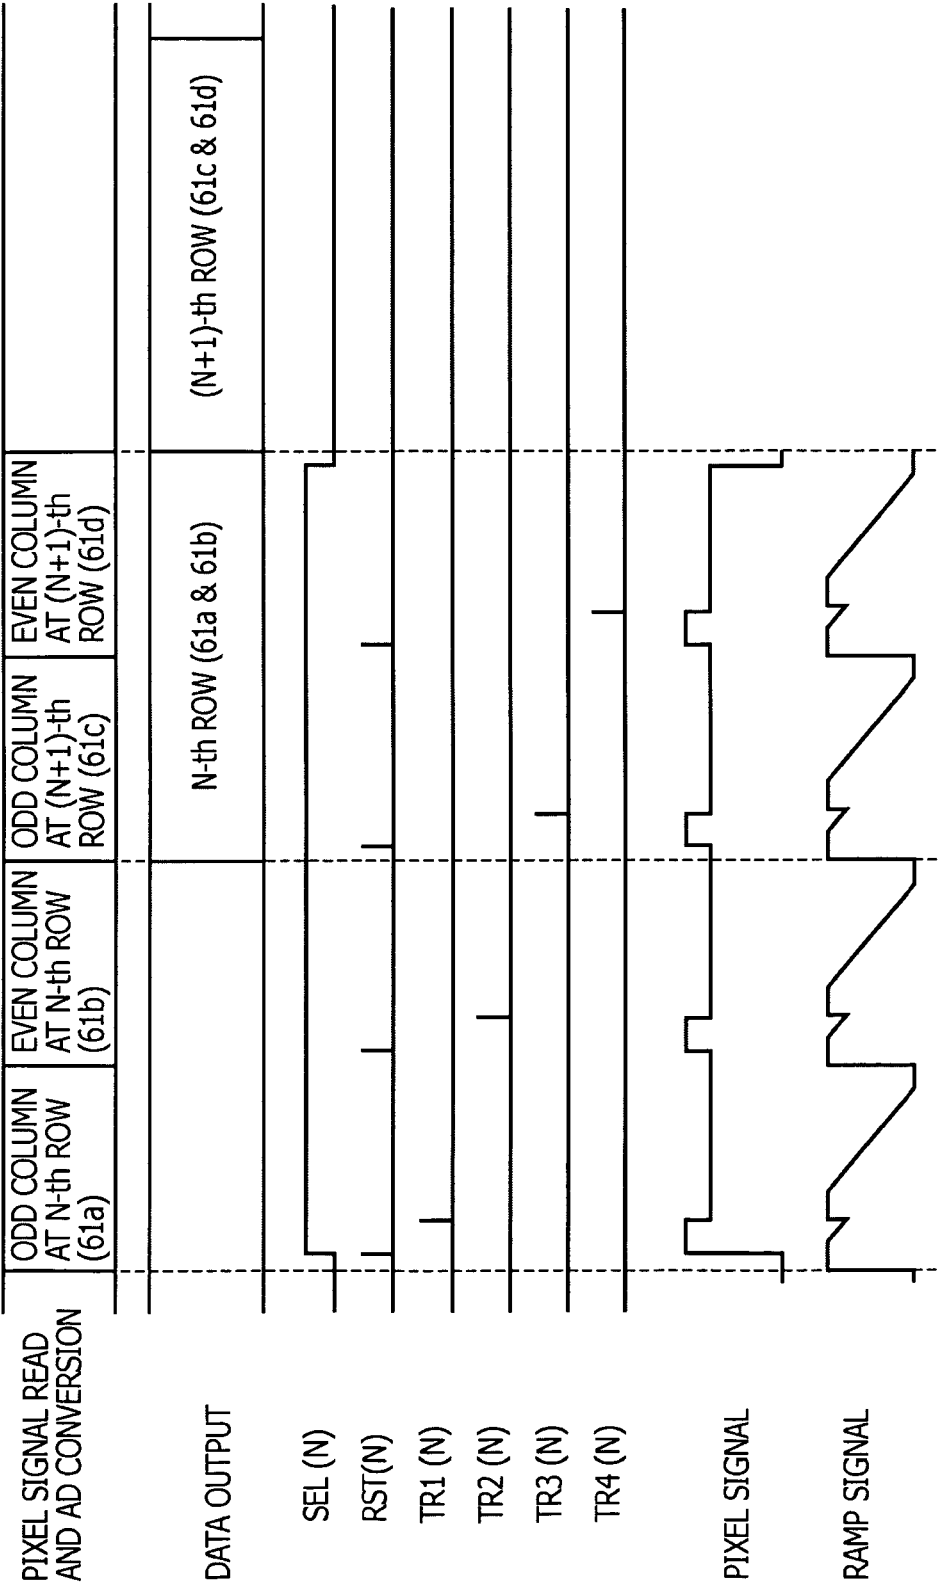 PIXEL SIGNAL READ
AND AD CONVERSION
ODD COLUMN
AT N-th ROW
(61a)
EVEN COLUMN
AT N-th ROW
(61b)
ODD COLUMN
AT (N+1)-th
ROW (61c)
EVEN COLUMN
AT (N+1)-th
ROW (61d)
DATA OUTPUT
N-th ROW (61a & 61b)
(N+1)-th ROW (61c & 61d)
SEL (N)
RST(N)
TR1 (N)
TR2 (N)
TR3 (N)
TR4 (N)
PIXEL SIGNAL
RAMP SIGNAL